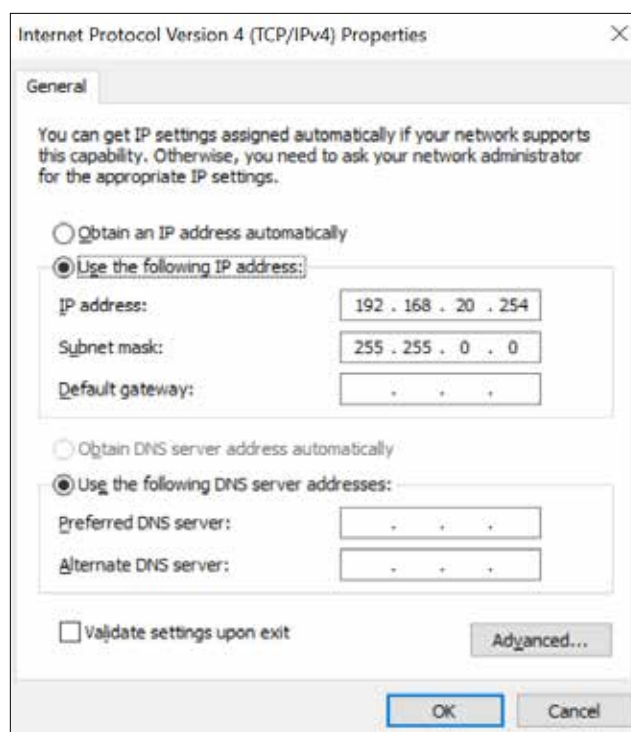 Internet Protocol Version 4 (TCP/IPv4) Properties
General
You can get IP settings assigned automatically if your network supports
this capability. Otherwise, you need to ask your network administrator
for the appropriate IP settings.
Obtain an IP address automatically
Use the following IP address:
IP address: 192 . 168 . 20 . 254
Subnet mask: 255 . 255 . 0 . 0
Default gateway: . . .
Obtain DNS server address automatically
Use the following DNS server addresses:
Preferred DNS server: . . .
Alternate DNS server: . . .
Validate settings upon exit
Advanced...
OK Cancel